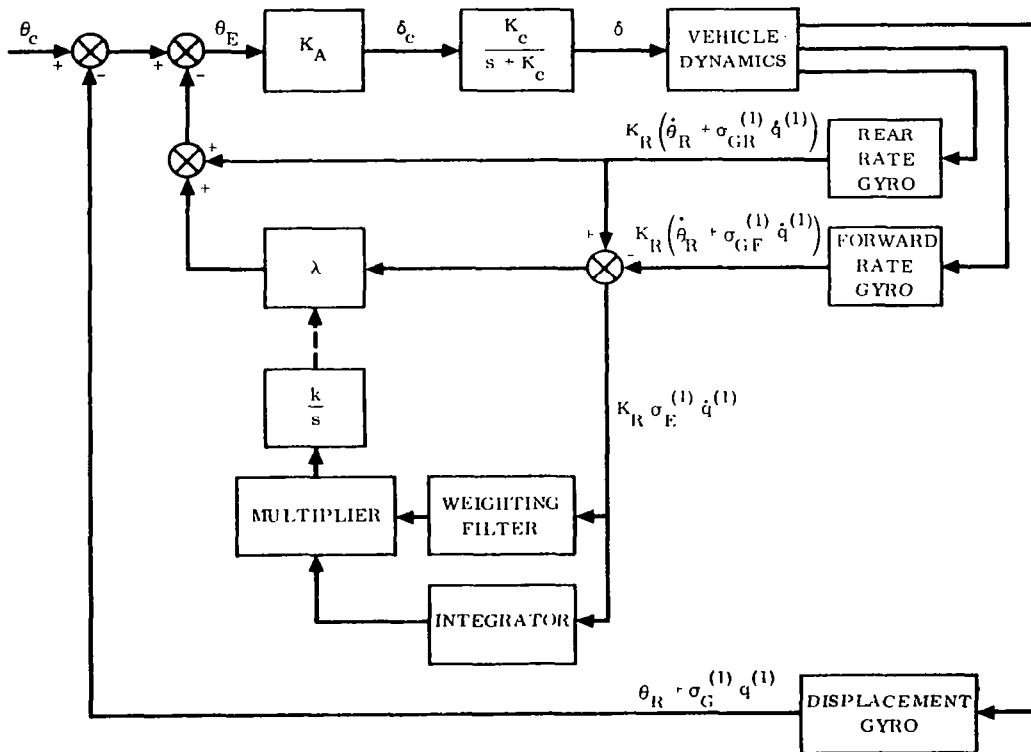 θc + - + - θE KA δc Kc / (s + Kc) δ VEHICLE
DYNAMICS
KR (θ̇R + σGR^(1) q̇^(1))
REAR
RATE
GYRO
+ +
KR (θ̇R + σGF^(1) q̇^(1))
FORWARD
RATE
GYRO
+ -
λ
k/s
KR σE^(1) q̇^(1)
MULTIPLIER
WEIGHTING
FILTER
INTEGRATOR
θR + σG^(1) q^(1)
DISPLACEMENT
GYRO